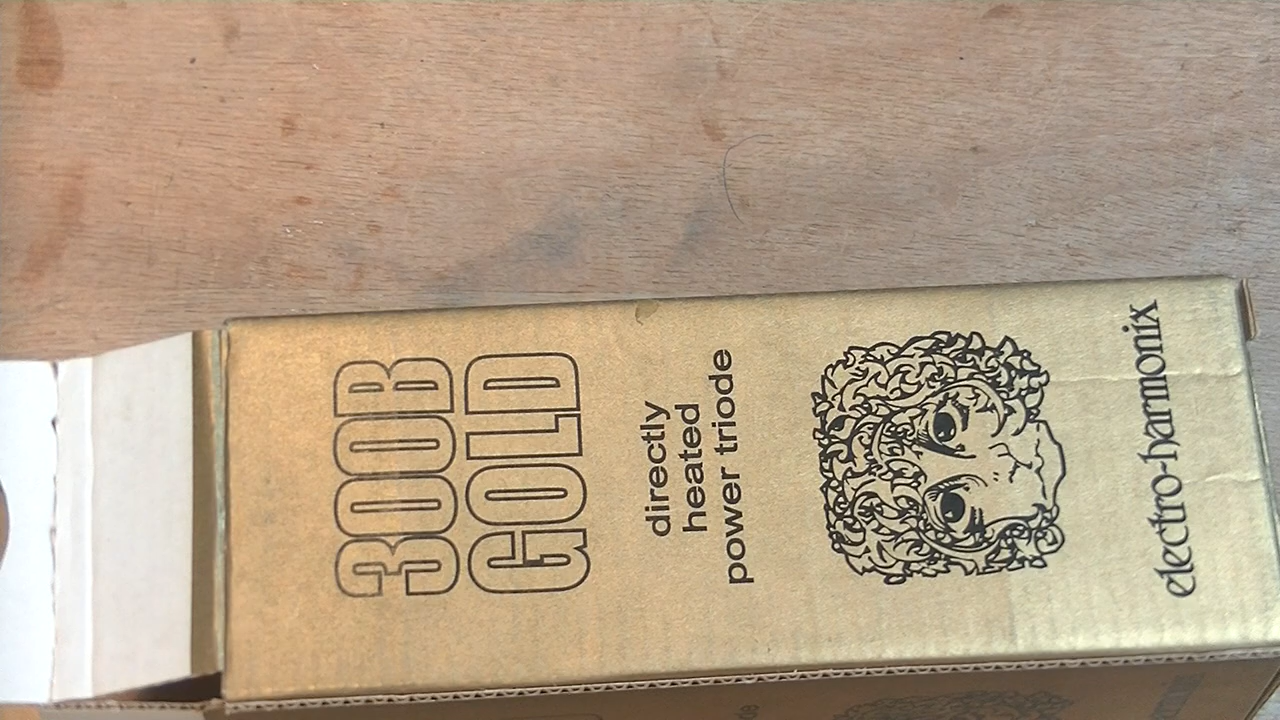 300B
GOLD
directly
heated
power triode
electro-harmonix